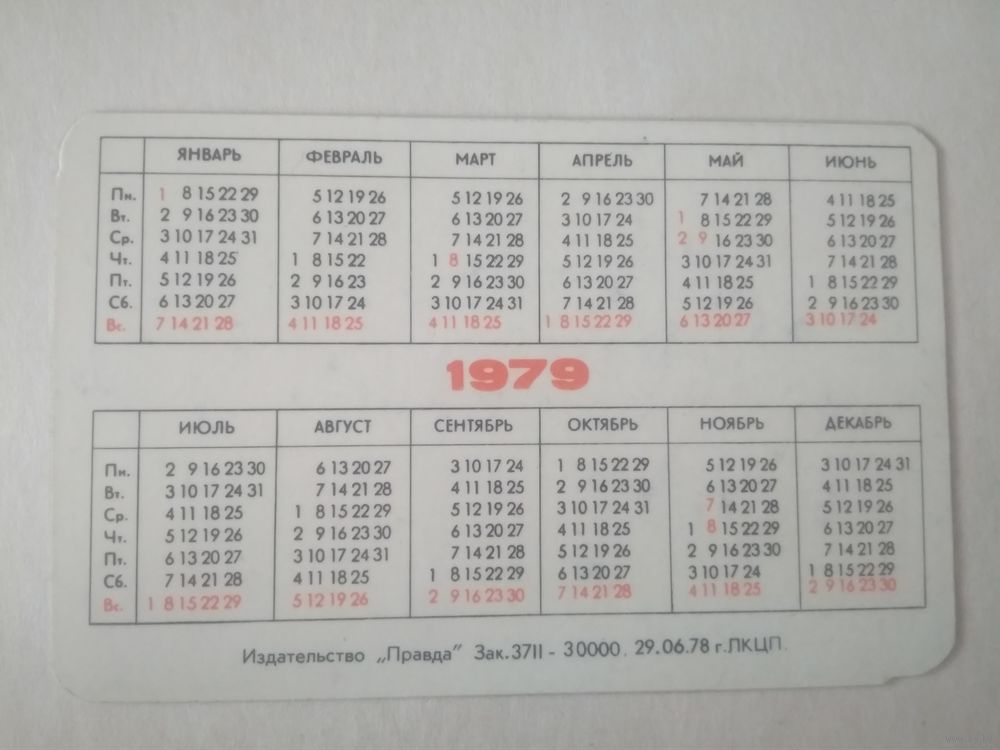 ЯНВАРЬ ФЕВРАЛЬ МАРТ АПРЕЛЬ МАЙ ИЮНЬ
Пн. 1 8 15 22 29 5 12 19 26 5 12 19 26 2 9 16 23 30 7 14 21 28 4 11 18 25
Вт. 2 9 16 23 30 6 13 20 27 6 13 20 27 3 10 17 24 1 8 15 22 29 5 12 19 26
Ср. 3 10 17 24 31 7 14 21 28 7 14 21 28 4 11 18 25 2 9 16 23 30 6 13 20 27
Чт. 4 11 18 25 1 8 15 22 1 8 15 22 29 5 12 19 26 3 10 17 24 31 7 14 21 28
Пт. 5 12 19 26 2 9 16 23 2 9 16 23 30 6 13 20 27 4 11 18 25 1 8 15 22 29
Сб. 6 13 20 27 3 10 17 24 3 10 17 24 31 7 14 21 28 5 12 19 26 2 9 16 23 30
Вс. 7 14 21 28 4 11 18 25 4 11 18 25 1 8 15 22 29 6 13 20 27 3 10 17 24
1979
ИЮЛЬ АВГУСТ СЕНТЯБРЬ ОКТЯБРЬ НОЯБРЬ ДЕКАБРЬ
Пн. 2 9 16 23 30 6 13 20 27 3 10 17 24 1 8 15 22 29 5 12 19 26 3 10 17 24 31
Вт. 3 10 17 24 31 7 14 21 28 4 11 18 25 2 9 16 23 30 6 13 20 27 4 11 18 25
Ср. 4 11 18 25 1 8 15 22 29 5 12 19 26 3 10 17 24 31 7 14 21 28 5 12 19 26
Чт. 5 12 19 26 2 9 16 23 30 6 13 20 27 4 11 18 25 1 8 15 22 29 6 13 20 27
Пт. 6 13 20 27 3 10 17 24 31 7 14 21 28 5 12 19 26 2 9 16 23 30 7 14 21 28
Сб. 7 14 21 28 4 11 18 25 1 8 15 22 29 6 13 20 27 3 10 17 24 1 8 15 22 29
Вс. 1 8 15 22 29 5 12 19 26 2 9 16 23 30 7 14 21 28 4 11 18 25 2 9 16 23 30
Издательство „Правда" Зак. 3711 - 30000. 29.06.78 г. ЛКЦП.